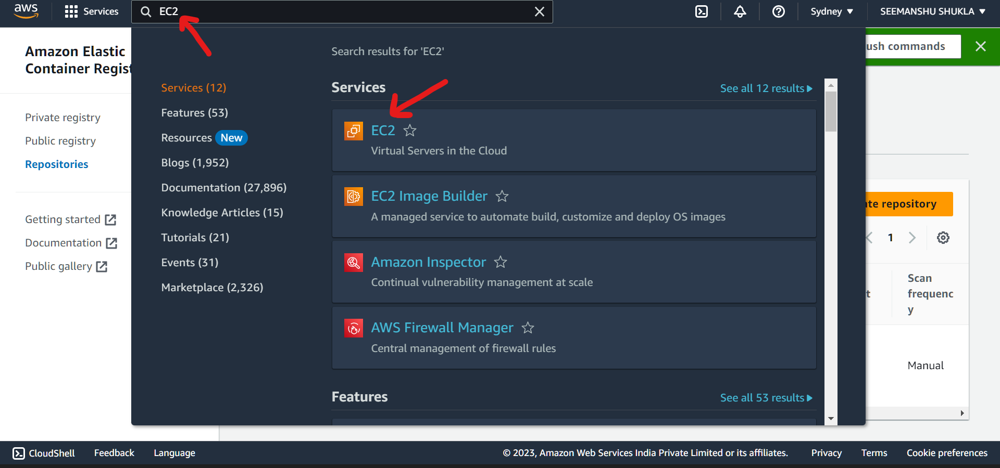 aws
Services
EC2
Sydney
SEEMANSHU SHUKLA
Amazon Elastic
Container Regist
Private registry
Public registry
Repositories
Getting started
Documentation
Public gallery
Search results for 'EC2'
Services (12)
Features (53)
Resources New
Blogs (1,952)
Documentation (27,896)
Knowledge Articles (15)
Tutorials (21)
Events (31)
Marketplace (2,326)
Services
See all 12 results
EC2
Virtual Servers in the Cloud
EC2 Image Builder
A managed service to automate build, customize and deploy OS images
Amazon Inspector
Continual vulnerability management at scale
AWS Firewall Manager
Central management of firewall rules
Features
See all 53 results
ush commands
te repository
1
t
Scan
frequenc
y
Manual
CloudShell
Feedback
Language
© 2023, Amazon Web Services India Private Limited or its affiliates.
Privacy
Terms
Cookie preferences